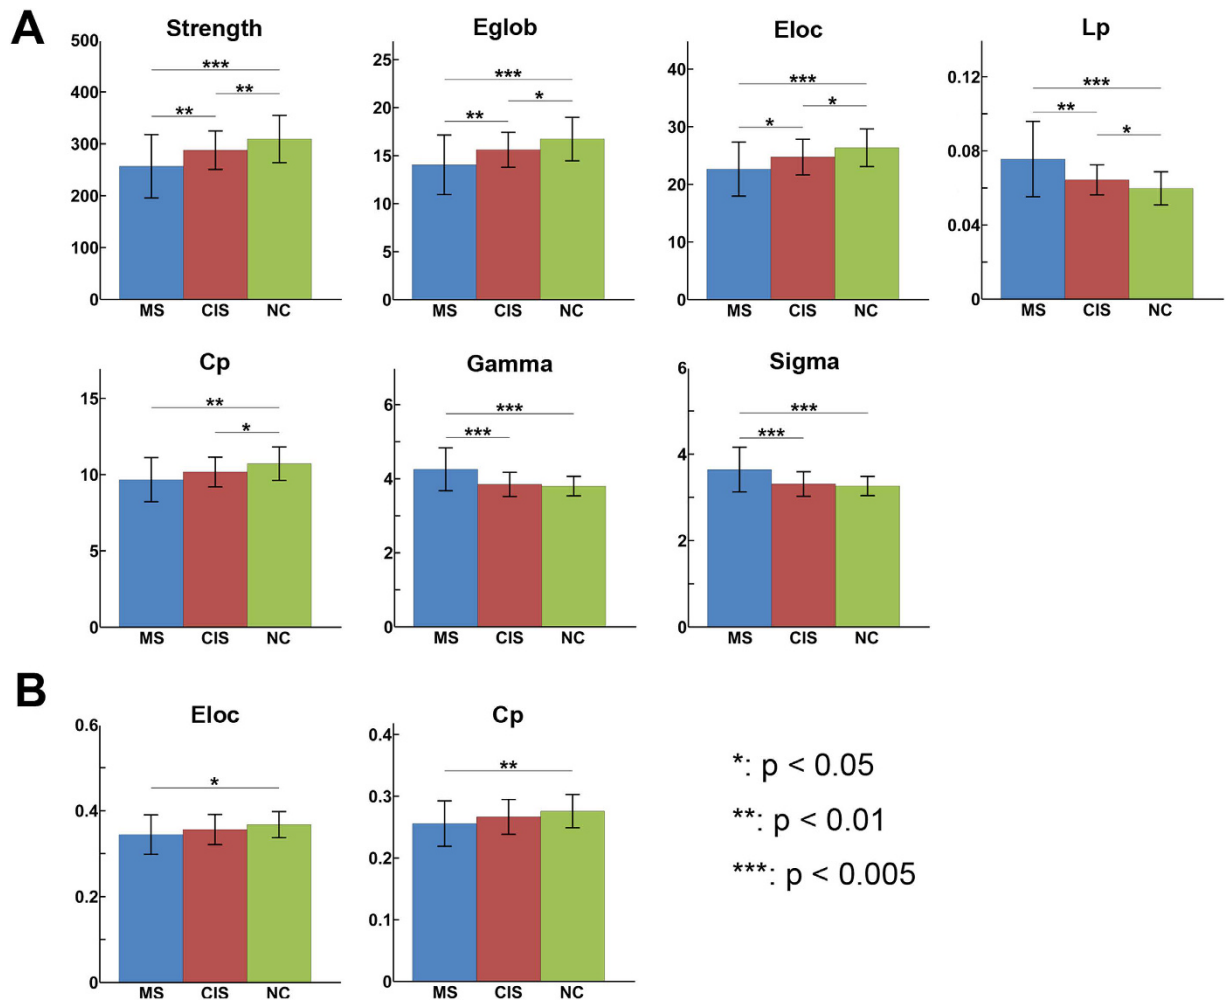 A
Strength
500
400
300
200
100
0
***
**
**
MS CIS NC
Eglob
25
20
15
10
5
0
***
*
**
MS CIS NC
Eloc
40
30
20
10
0
***
*
*
MS CIS NC
Lp
0.12
0.08
0.04
0
***
**
*
MS CIS NC
Cp
15
10
5
0
**
*
MS CIS NC
Gamma
6
4
2
0
***
***
MS CIS NC
Sigma
6
4
2
0
***
***
MS CIS NC
B
Eloc
0.6
0.4
0.2
0
*
MS CIS NC
Cp
0.4
0.3
0.2
0.1
0
**
MS CIS NC
*: p < 0.05
**: p < 0.01
***: p < 0.005